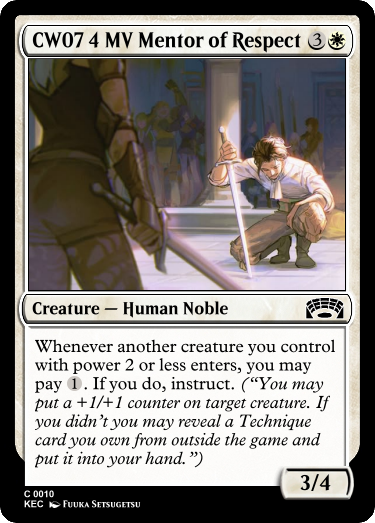 CW07 4 MV Mentor of Respect 3
Creature — Human Noble
Whenever another creature you control
with power 2 or less enters, you may
pay 1. If you do, instruct. (“You may
put a +1/+1 counter on target creature. If
you didn’t you may reveal a Technique
card you own from outside the game and
put it into your hand.”)
3/4
C 0010
KEC Fuuka Setsugetsu